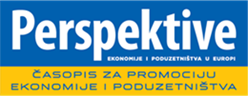 Perspektive
EKONOMIJE I PODUZETNIŠTVA U EUROPI
ČASOPIS ZA PROMOCIJU
EKONOMIJE I PODUZETNIŠTVA